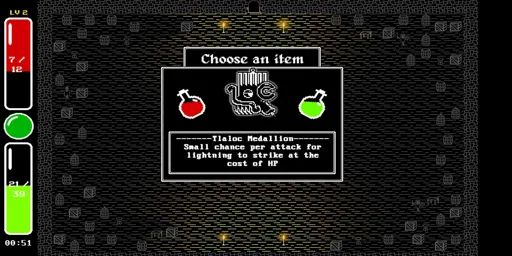 LV 2
Choose an item
7 /
12
-------Tlaloc Medallion-------
Small chance per attack for
lightning to strike at the
cost of HP
21 /
39
00:51